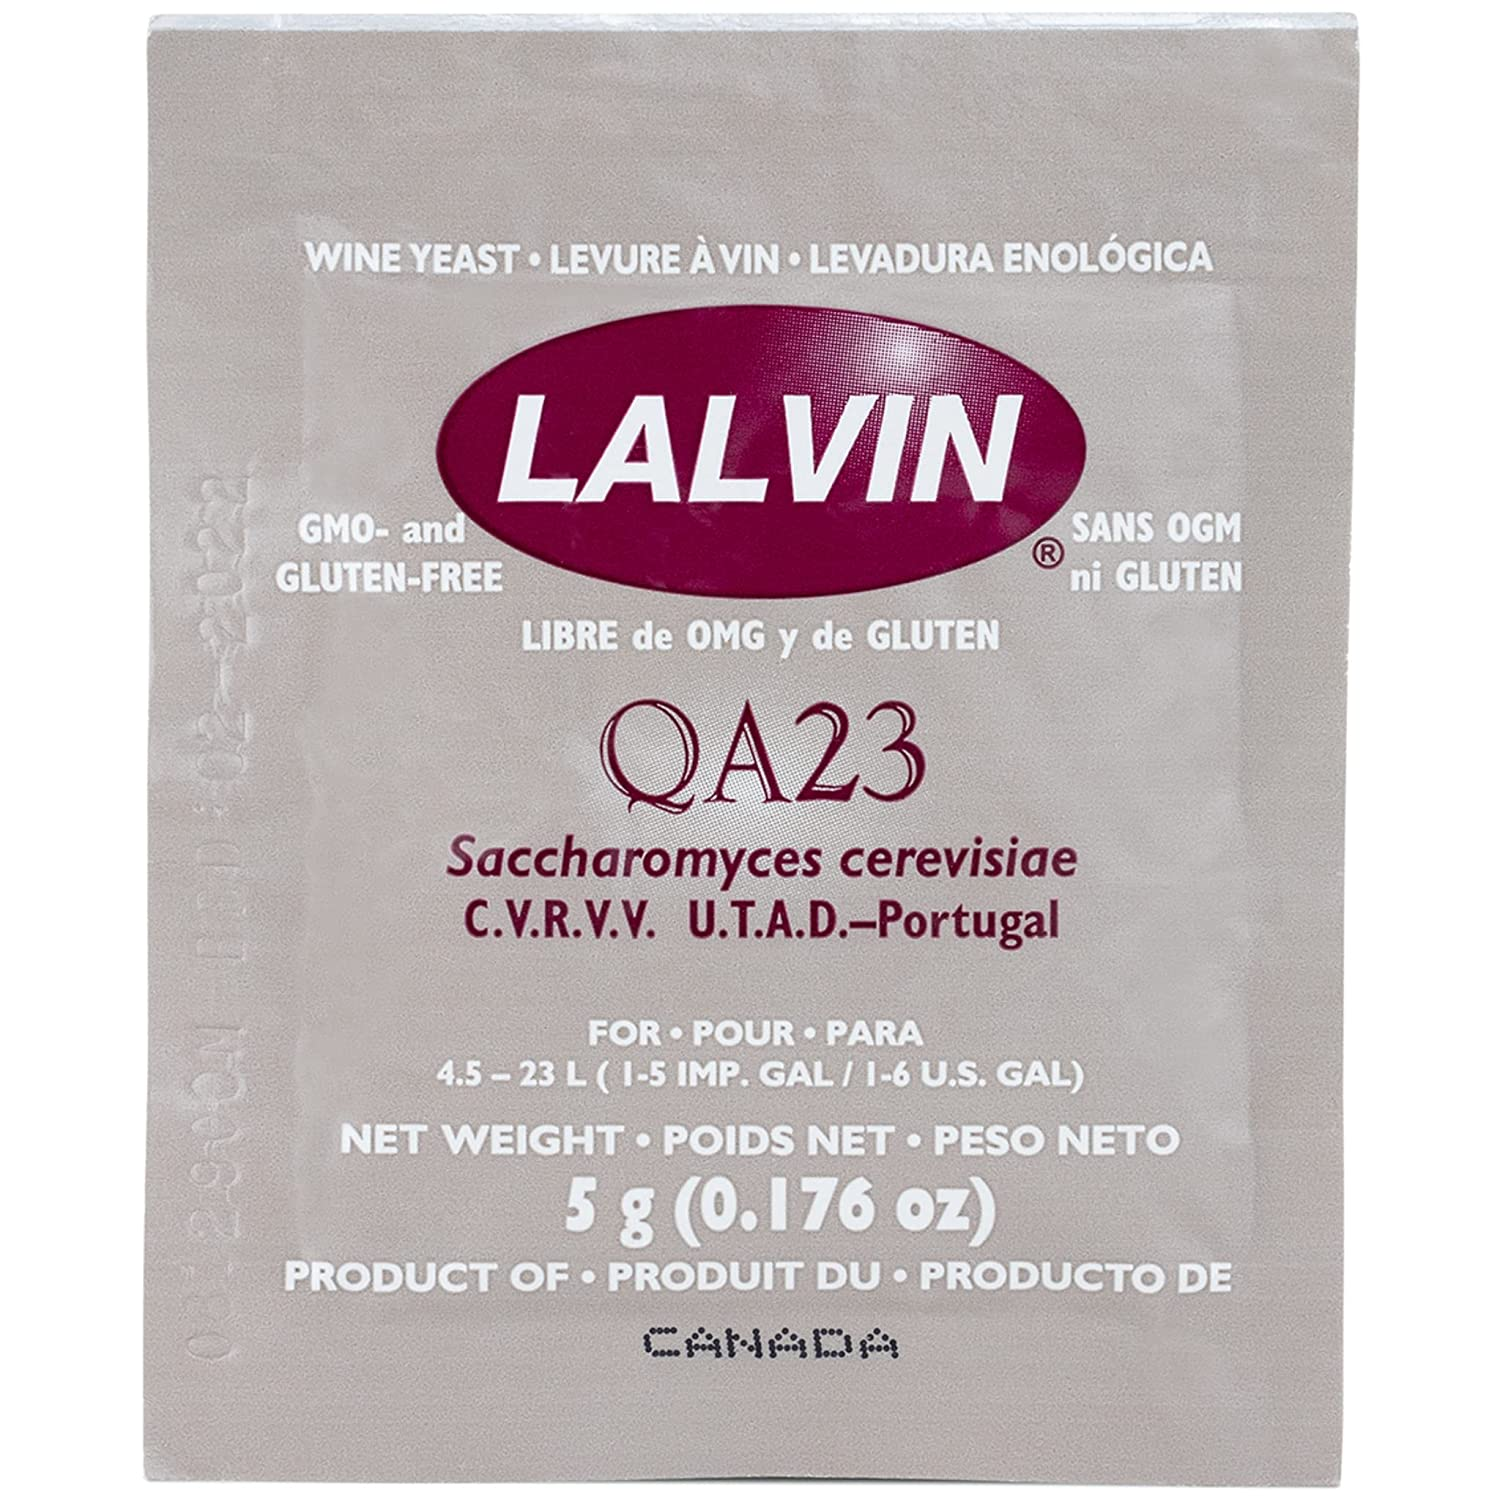 WINE YEAST • LEVURE À VIN • LEVADURA ENOLÓGICA
LALVIN®
GMO- and
GLUTEN-FREE
SANS OGM
ni GLUTEN
LIBRE de OMG y de GLUTEN
QA23
Saccharomyces cerevisiae
C.V.R.V.V. U.T.A.D.–Portugal
FOR • POUR • PARA
4.5 – 23 L ( 1-5 IMP. GAL / 1-6 U.S. GAL)
NET WEIGHT • POIDS NET • PESO NETO
5 g (0.176 oz)
PRODUCT OF • PRODUIT DU • PRODUCTO DE
CANADA
02-2022